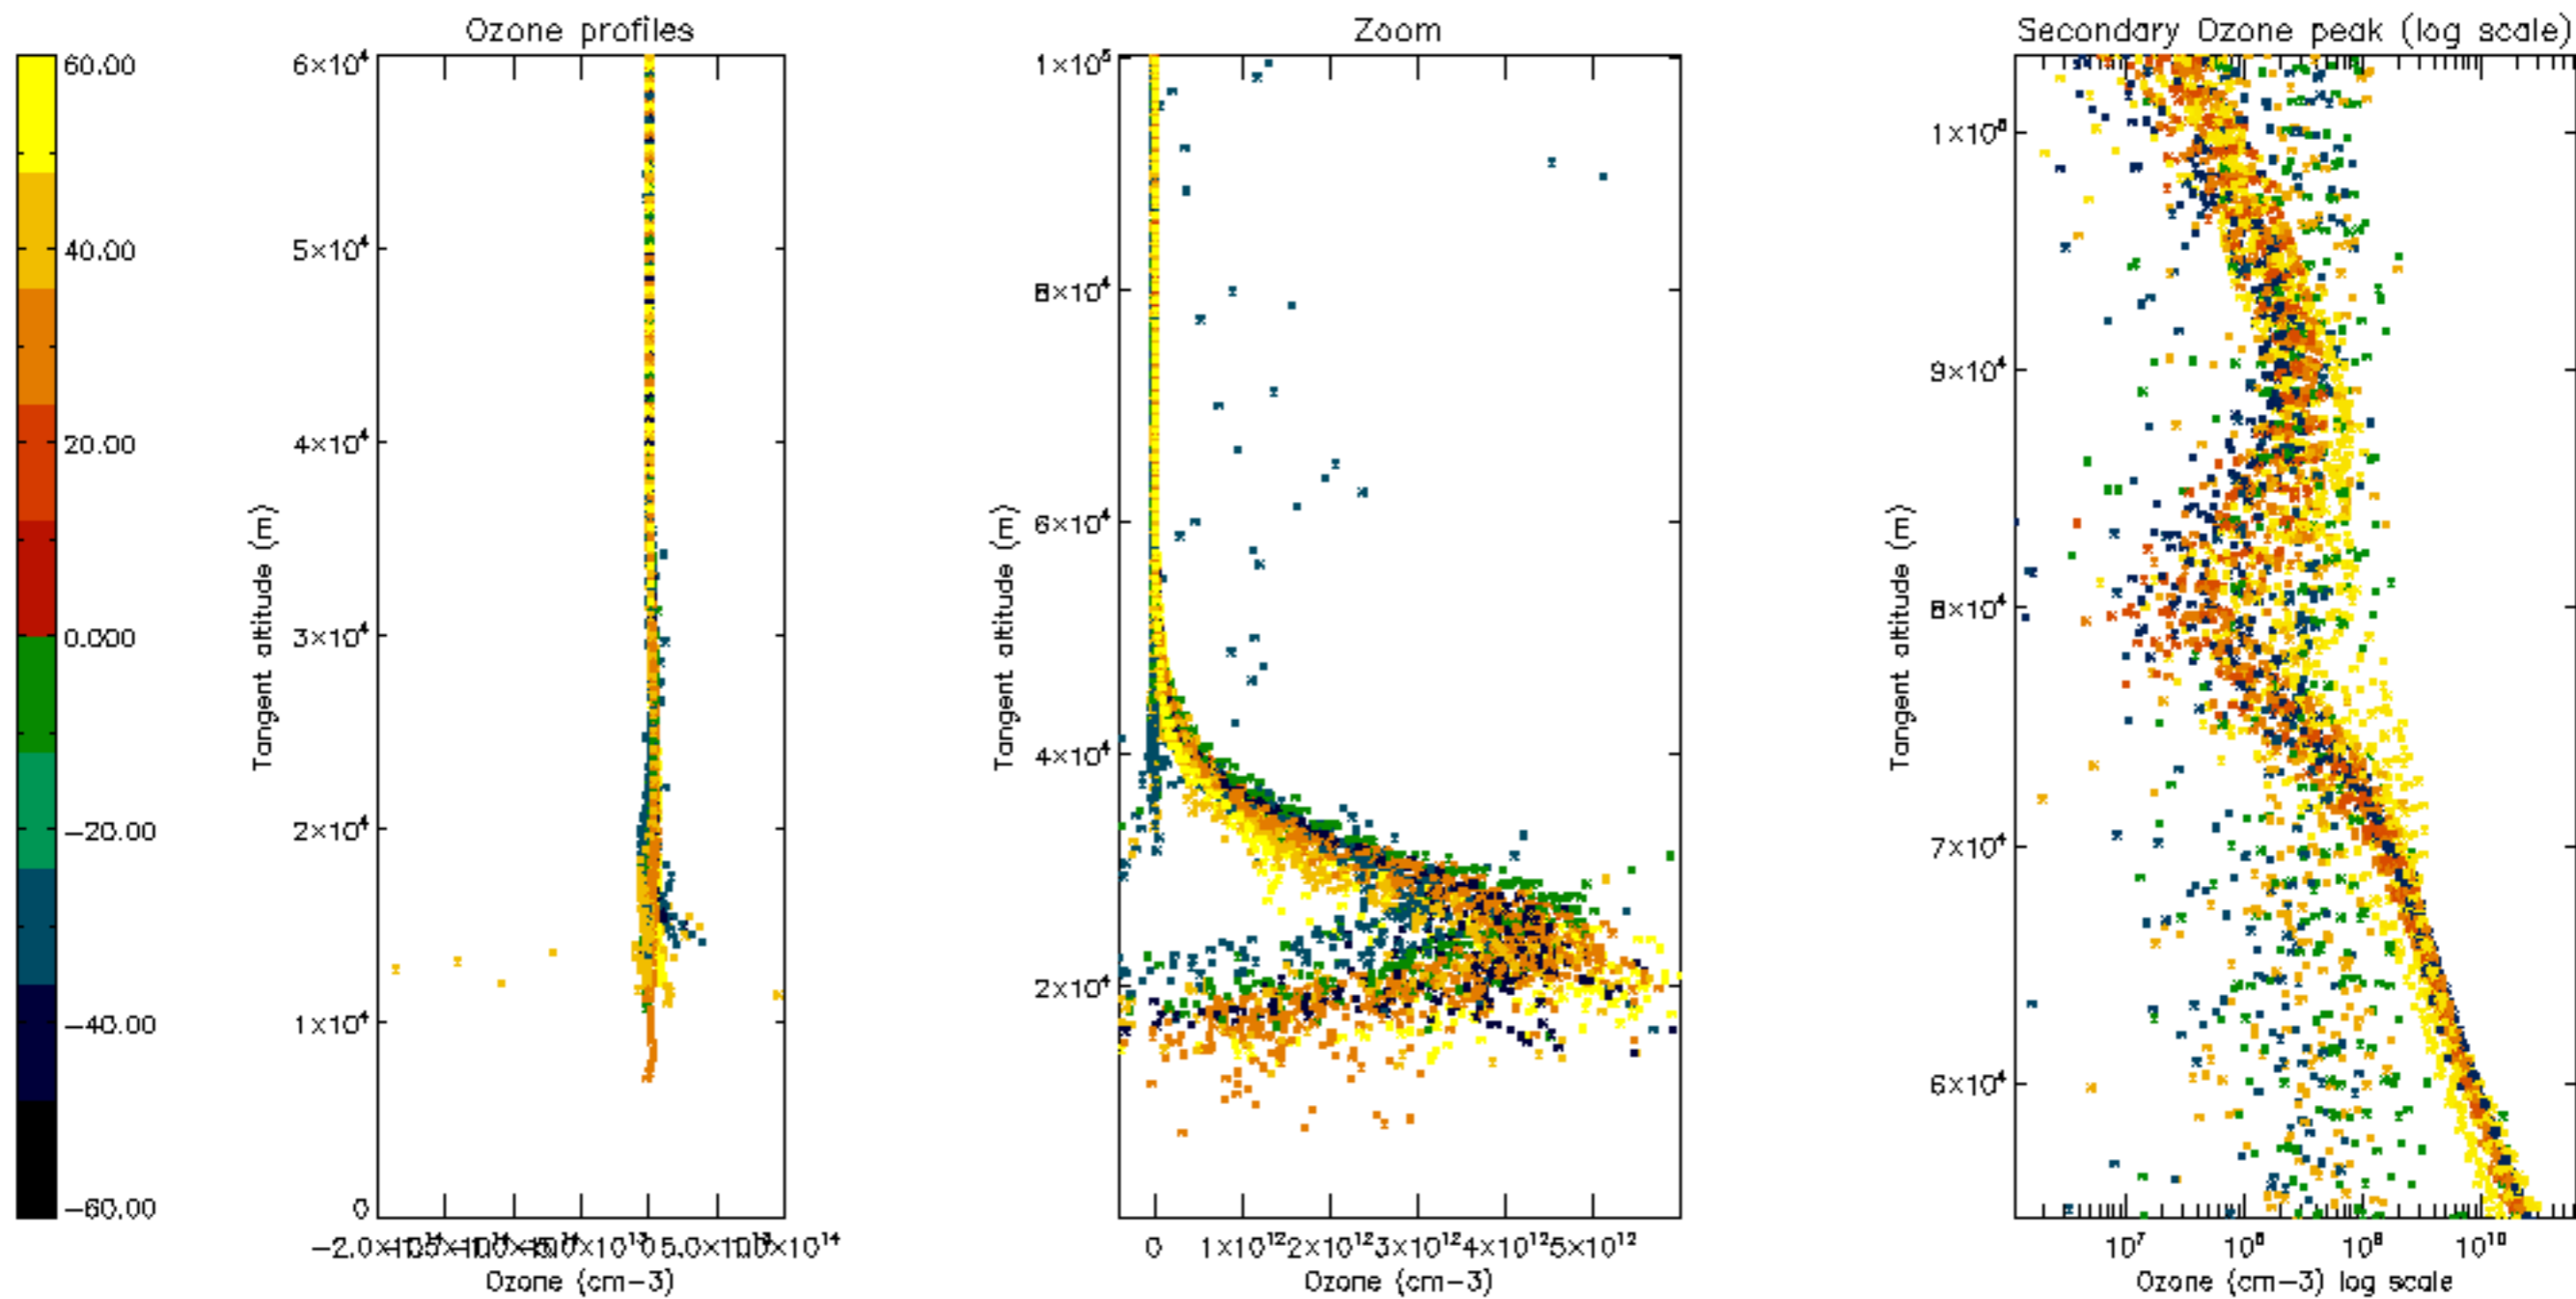 Ozone profiles
Zoom
Secondary Ozone peak (log scale)
60.00
40.00
20.00
0.000
-20.00
-40.00
-60.00
6×10⁴
5×10⁴
4×10⁴
3×10⁴
2×10⁴
1×10⁴
0
Tangent altitude (m)
5.0×10¹³
Ozone (cm-3)
1×10⁵
8×10⁴
6×10⁴
4×10⁴
2×10⁴
Tangent altitude (m)
0 1×10¹² 2×10¹² 3×10¹² 4×10¹² 5×10¹²
Ozone (cm-3)
1×10⁵
9×10⁴
8×10⁴
7×10⁴
6×10⁴
Tangent altitude (m)
10⁷ 10⁸ 10⁹ 10¹⁰
Ozone (cm-3) log scale